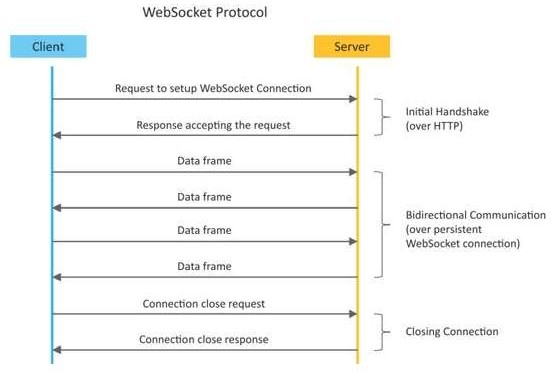 WebSocket Protocol
Client
Server
Request to setup WebSocket Connection
Response accepting the request
Initial Handshake
(over HTTP)
Data frame
Data frame
Data frame
Data frame
Bidirectional Communication
(over persistent
WebSocket connection)
Connection close request
Connection close response
Closing Connection